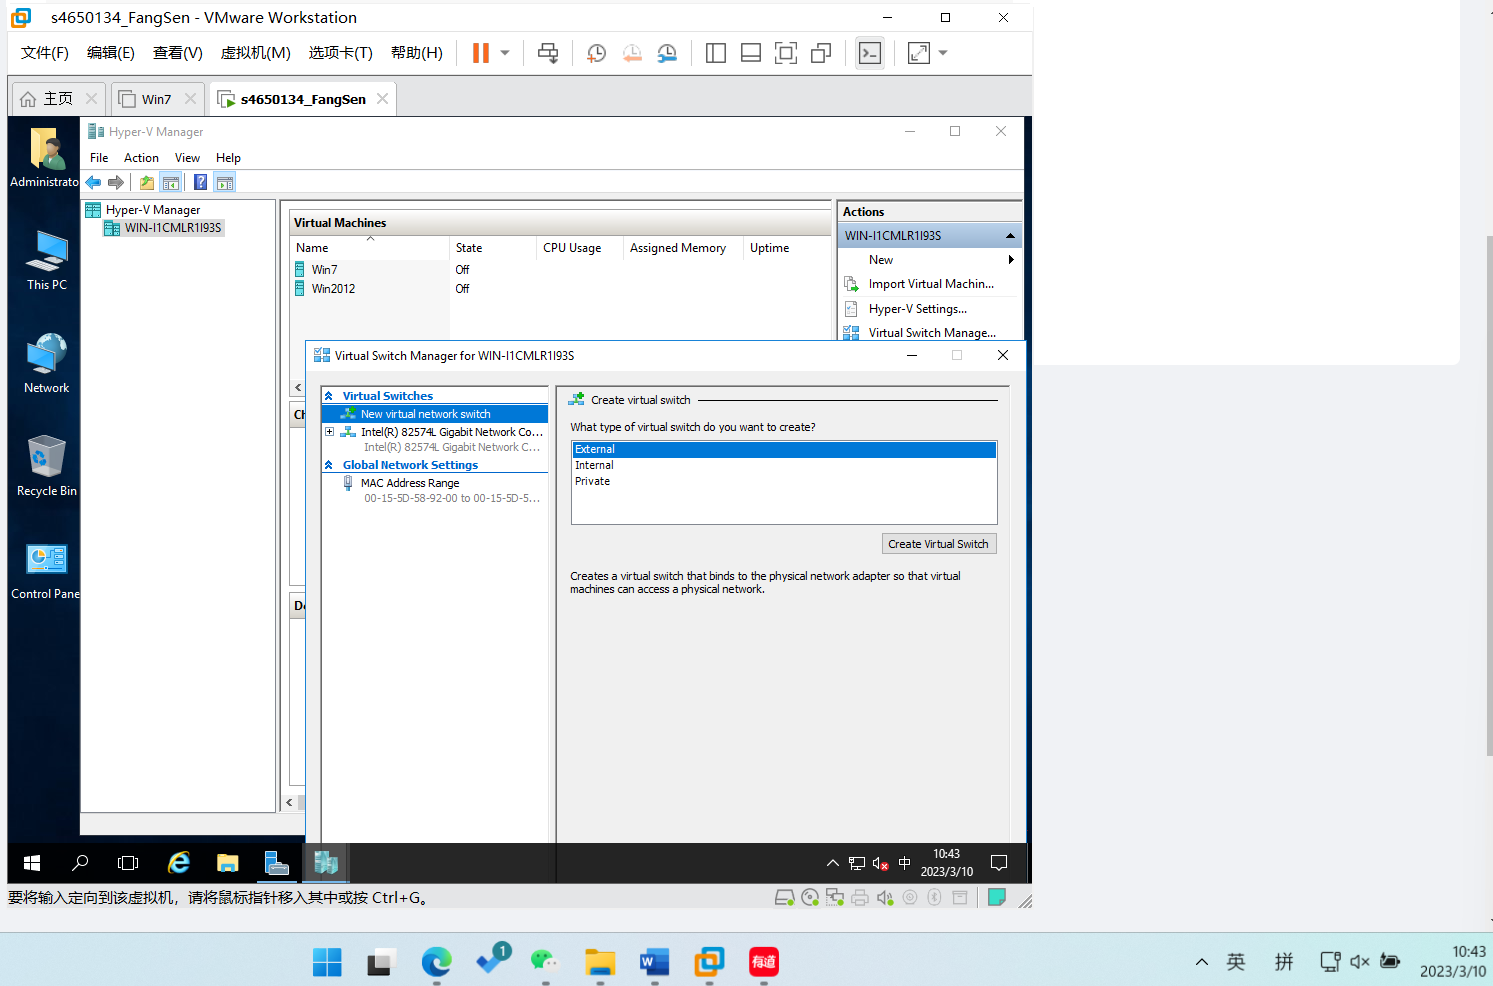 s4650134_FangSen - VMware Workstation
文件(F) 编辑(E) 查看(V) 虚拟机(M) 选项卡(T) 帮助(H)
主页 Win7 s4650134_FangSen
Hyper-V Manager
File Action View Help
Administrato
This PC
Network
Recycle Bin
Control Pane
Hyper-V Manager
WIN-I1CMLR1I93S
Virtual Machines
Name State CPU Usage Assigned Memory Uptime
Win7 Off
Win2012 Off
Ch
De
Actions
WIN-I1CMLR1I93S
New
Import Virtual Machin...
Hyper-V Settings...
Virtual Switch Manage...
Virtual Switch Manager for WIN-I1CMLR1I93S
Virtual Switches
New virtual network switch
Intel(R) 82574L Gigabit Network Co...
Intel(R) 82574L Gigabit Network C...
Global Network Settings
MAC Address Range
00-15-5D-58-92-00 to 00-15-5D-5...
Create virtual switch
What type of virtual switch do you want to create?
External
Internal
Private
Create Virtual Switch
Creates a virtual switch that binds to the physical network adapter so that virtual
machines can access a physical network.
中
10:43
2023/3/10
要将输入定向到该虚拟机，请将鼠标指针移入其中或按 Ctrl+G。
1
有道
英 拼
10:43
2023/3/10